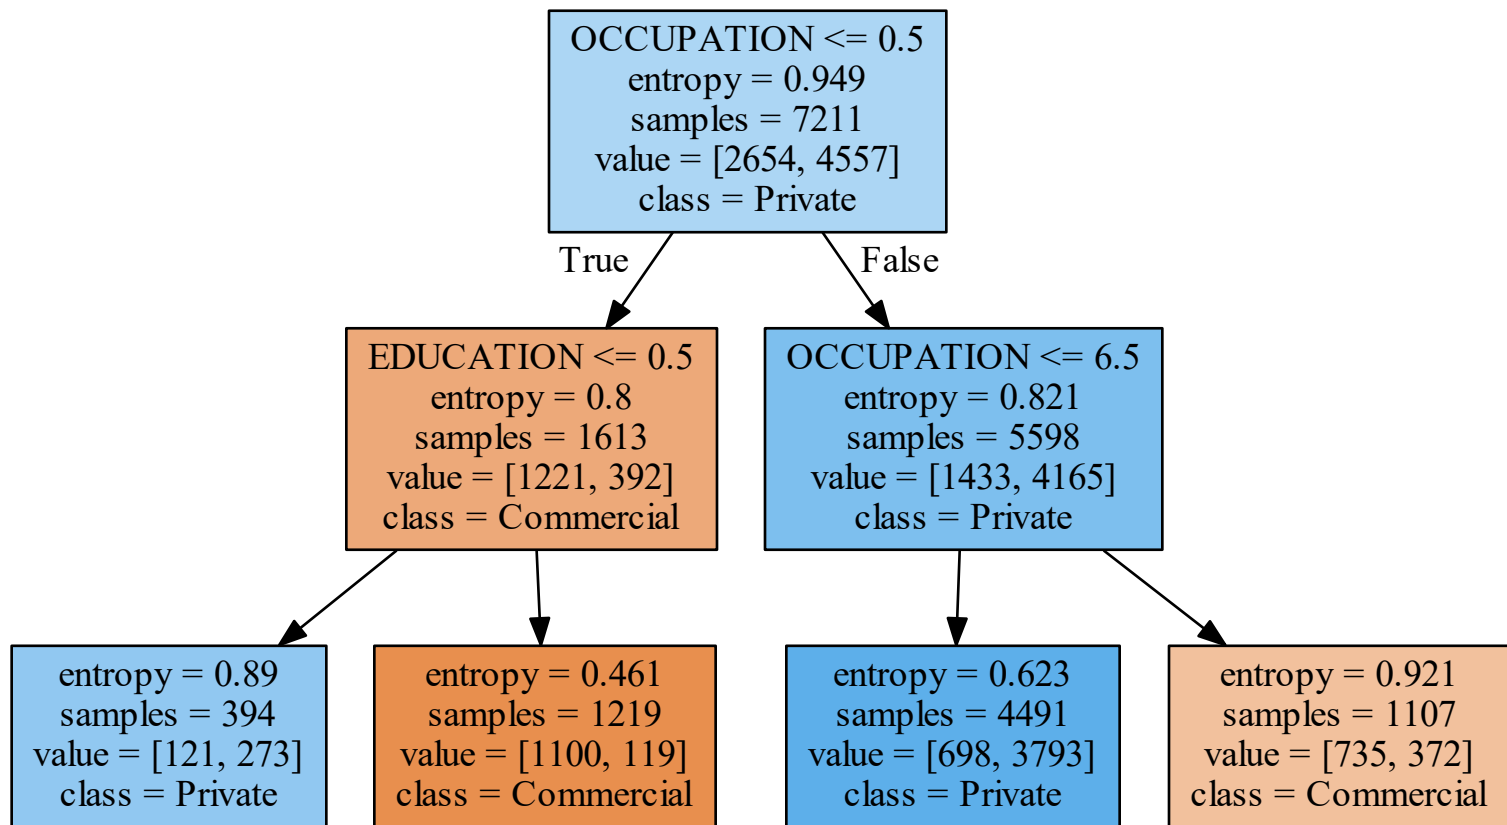 OCCUPATION <= 0.5
entropy = 0.949
samples = 7211
value = [2654, 4557]
class = Private
True
False
EDUCATION <= 0.5
entropy = 0.8
samples = 1613
value = [1221, 392]
class = Commercial
OCCUPATION <= 6.5
entropy = 0.821
samples = 5598
value = [1433, 4165]
class = Private
entropy = 0.89
samples = 394
value = [121, 273]
class = Private
entropy = 0.461
samples = 1219
value = [1100, 119]
class = Commercial
entropy = 0.623
samples = 4491
value = [698, 3793]
class = Private
entropy = 0.921
samples = 1107
value = [735, 372]
class = Commercial